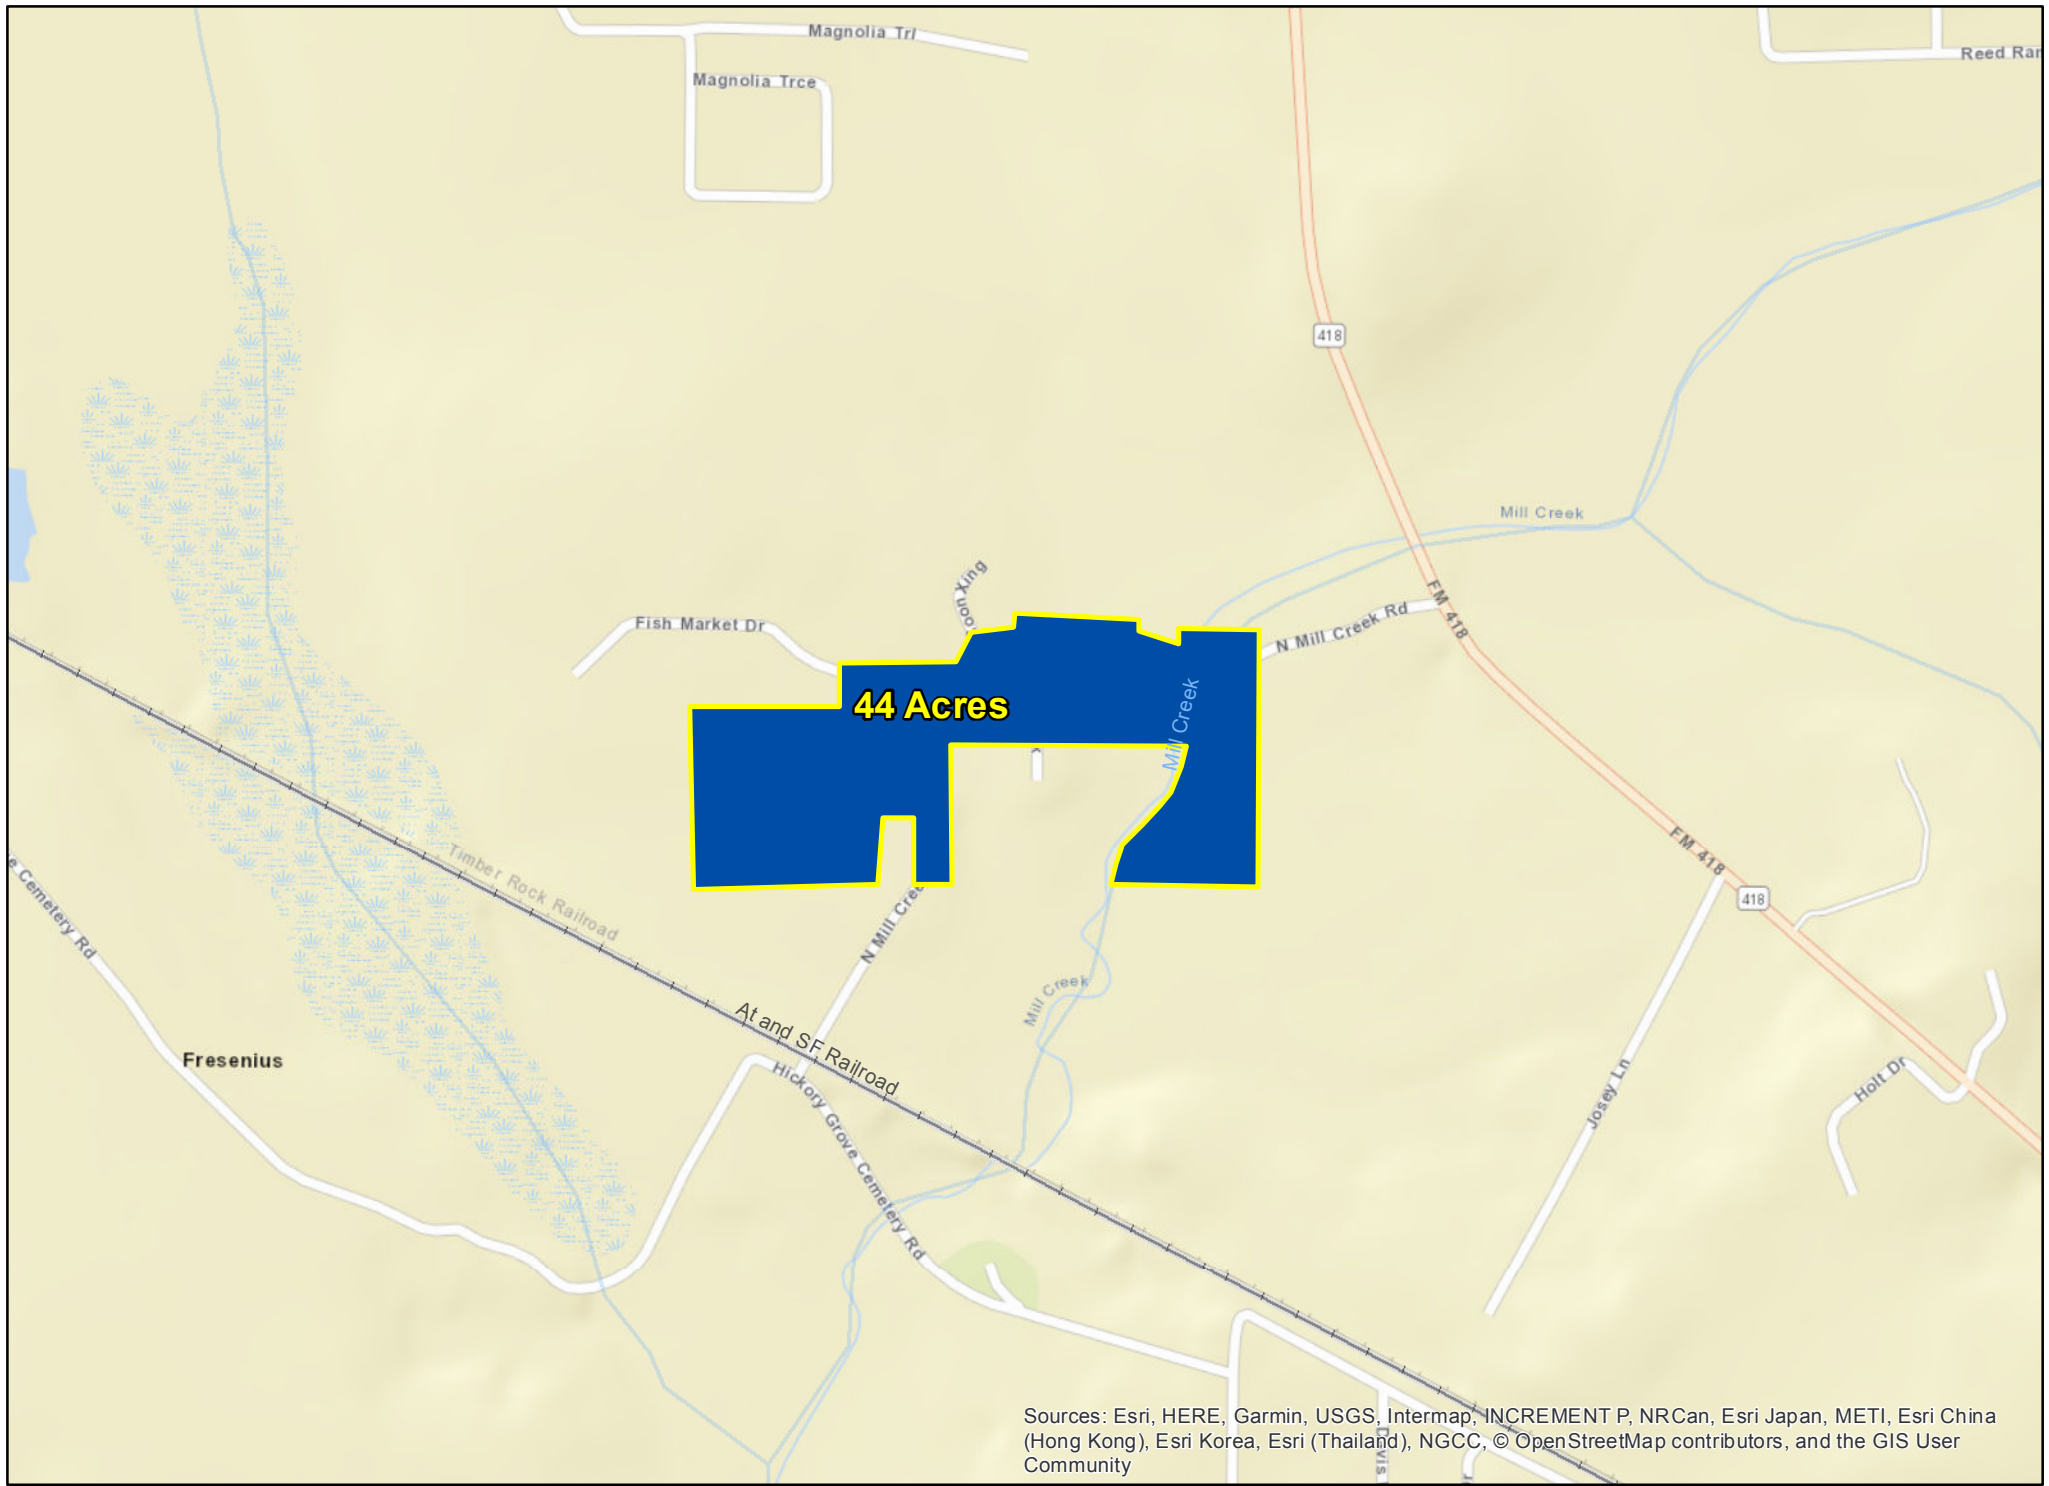 Magnolia Trl
Reed Ran
Magnolia Trce
418
Mill Creek
Xing
FM 418
Fish Market Dr
N Mill Creek Rd
44 Acres
Mill Creek
Timber Rock Railroad
FM 418
418
e Cemetery Rd
N Mill Cree
Mill Creek
At and SF Railroad
Fresenius
Hickory Grove Cemetery Rd
Josey Ln
Holt Dr
Davis
Sources: Esri, HERE, Garmin, USGS, Intermap, INCREMENT P, NRCan, Esri Japan, METI, Esri China
(Hong Kong), Esri Korea, Esri (Thailand), NGCC, © OpenStreetMap contributors, and the GIS User
Community